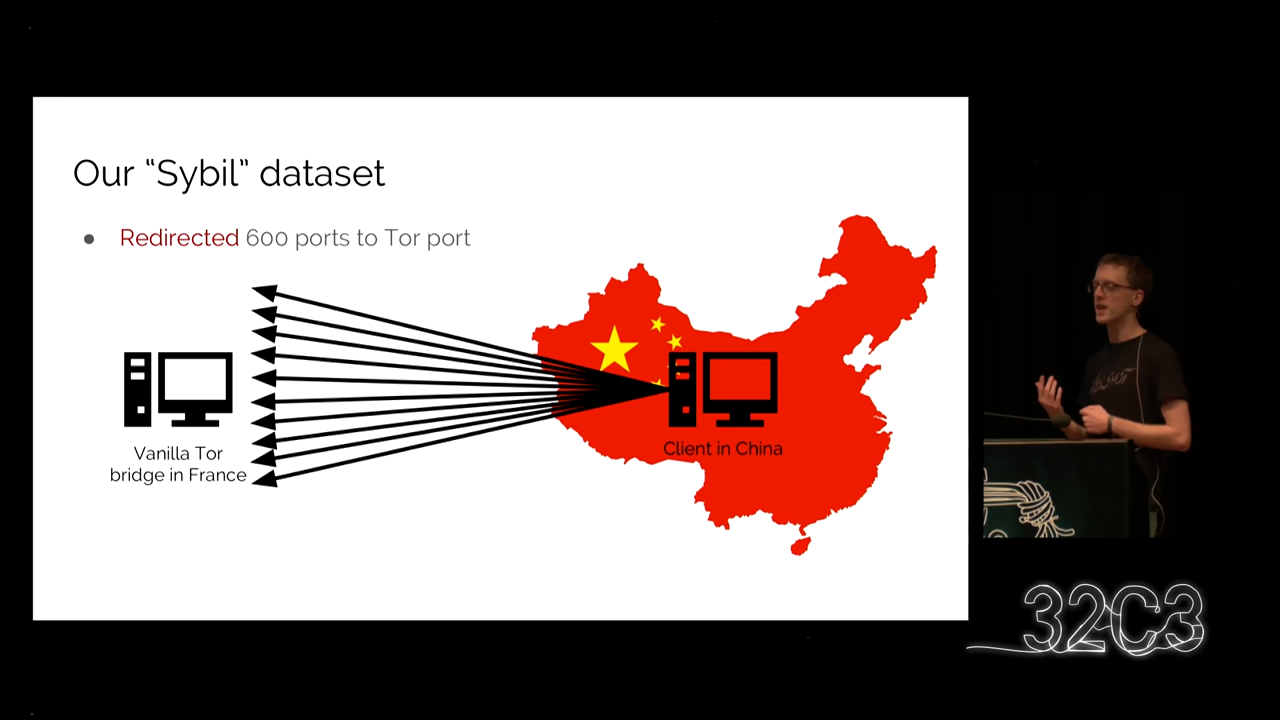 Our “Sybil” dataset
● Redirected 600 ports to Tor port
Vanilla Tor
bridge in France
Client in China
32C3